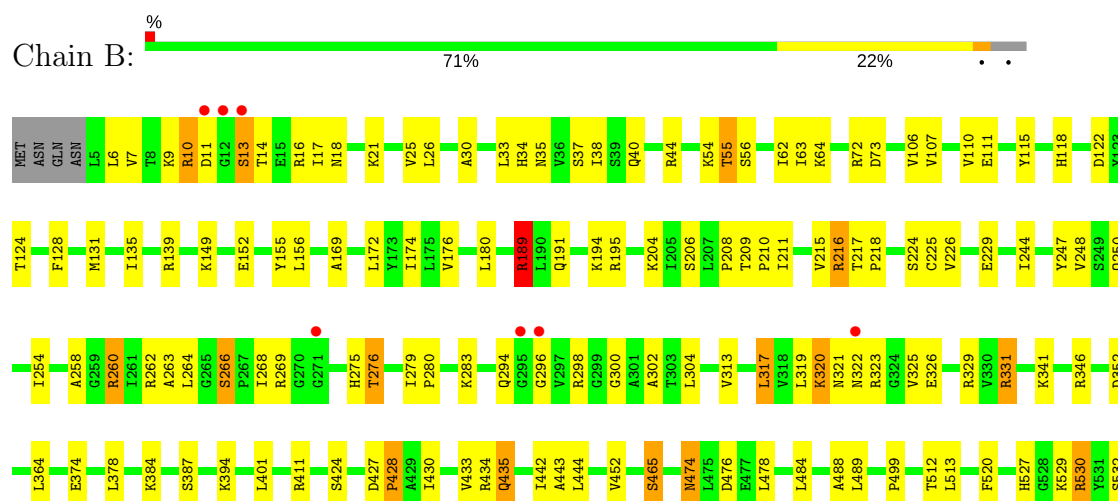 %
Chain B:
71% 22% • •
MET ASN GLN ASN L5 L6 V7 T8 K9 R10 D11 G12 S13 T14 E15 R16 I17 N18 K21 V25 L26 A30 L33 H34 N35 V36 S37 I38 S39 Q40 R44 K54 T55 S56 I62 I63 K64 R72 D73 V106 V107 V110 E111 Y115 H118 D122 Y123
T124 F128 M131 I135 R139 K149 E152 Y155 L156 A169 L172 Y173 I174 L175 V176 L180 R189 L190 Q191 K194 R195 K204 I205 S206 L207 P208 T209 P210 I211 V215 R216 T217 P218 S224 C225 V226 E229 I244 Y247 V248 S249
I254 A258 G259 R260 I261 R262 A263 L264 G265 S266 P267 I268 R269 G270 G271 H275 T276 I279 P280 K283 Q294 G295 G296 V297 R298 G299 G300 A301 A302 T303 L304 V313 L317 V318 L319 K320 N321 N322 R323 G324 V325 E326 R329 V330 R331 K341 R346
L364 E374 L378 K384 S387 K394 L401 R411 S424 D427 P428 A429 I430 V433 R434 Q435 I442 A443 L444 V452 S465 N474 L475 D476 E477 L478 L484 A488 L489 P499 T512 L513 F520 H527 G528 K529 R530 Y531